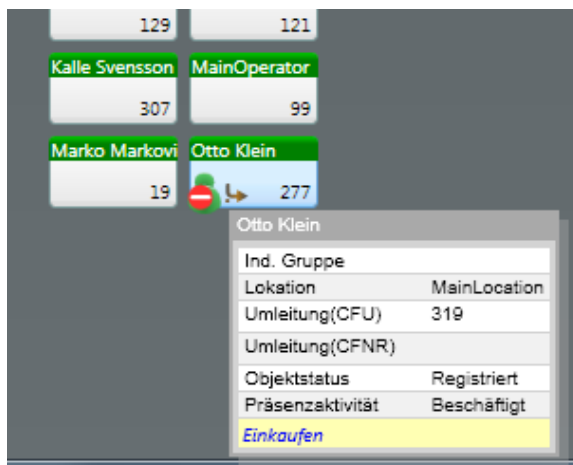 129 121
Kalle Svensson MainOperator
307 99
Marko Markovi Otto Klein
19 277
Otto Klein
Ind. Gruppe
Lokation MainLocation
Umleitung(CFU) 319
Umleitung(CFNR)
Objektstatus Registriert
Präsenzaktivität Beschäftigt
Einkaufen